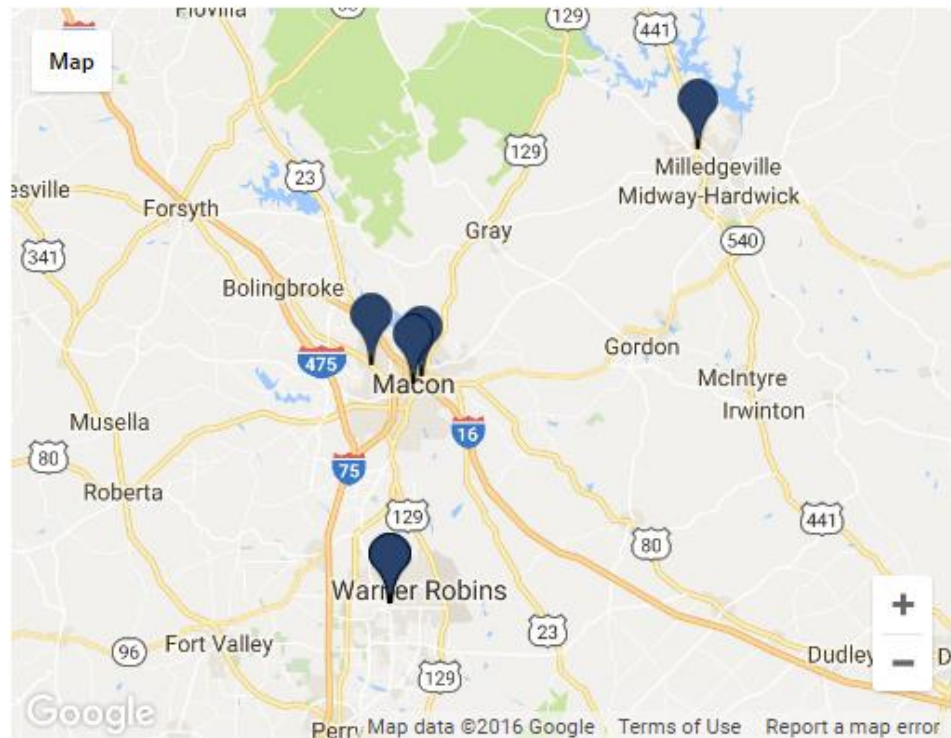 Flovilla
129
441
Map
129
23
Milledgeville
Midway-Hardwick
esville
Forsyth
Gray
540
341
Bolingbroke
475
Gordon
Macon
McIntyre
Irwinton
Musella
16
80
75
Roberta
129
441
80
Warner Robins
+
23
96
Fort Valley
Dudley
D
−
129
Google
Perry
Map data ©2016 Google
Terms of Use
Report a map error